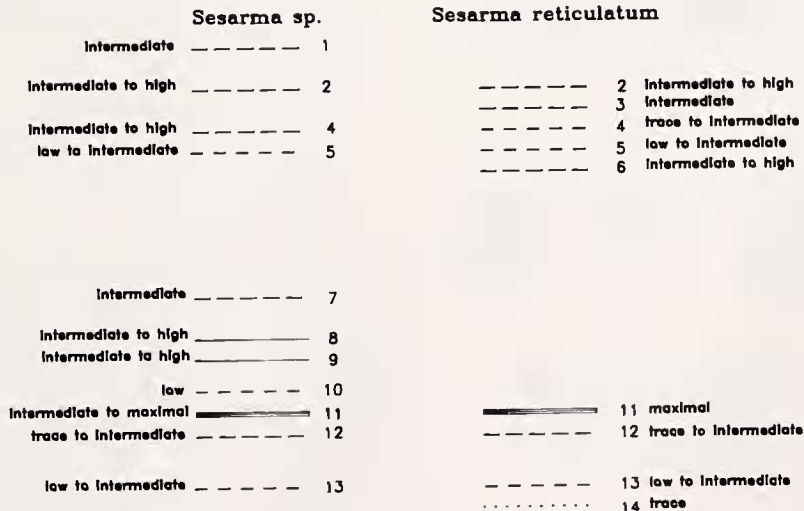 Sesarma sp.
Intermediate 1
Intermediate to high 2
Intermediate to high 4
low to Intermediate 5
Intermediate 7
Intermediate to high 8
Intermediate to high 9
low 10
Intermediate to maximal 11
trace to Intermediate 12
low to Intermediate 13
Sesarma reticulatum
2 Intermediate to high
3 Intermediate
4 trace to Intermediate
5 low to Intermediate
6 Intermediate to high
11 maximal
12 trace to Intermediate
13 low to Intermediate
14 trace